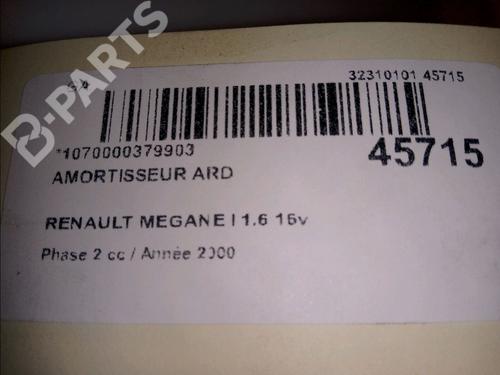 B-PARTS
32310101 45715
*1070000379903
45715
AMORTISSEUR ARD
RENAULT MEGANE I 1.6 16v
Phase 2 cc / Année 2000